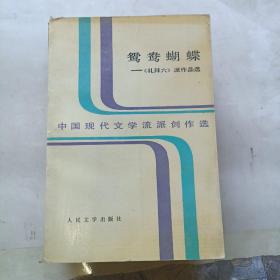 鸳鸯蝴蝶
——《礼拜六》派作品选
中国现代文学流派创作选
人民文学出版社